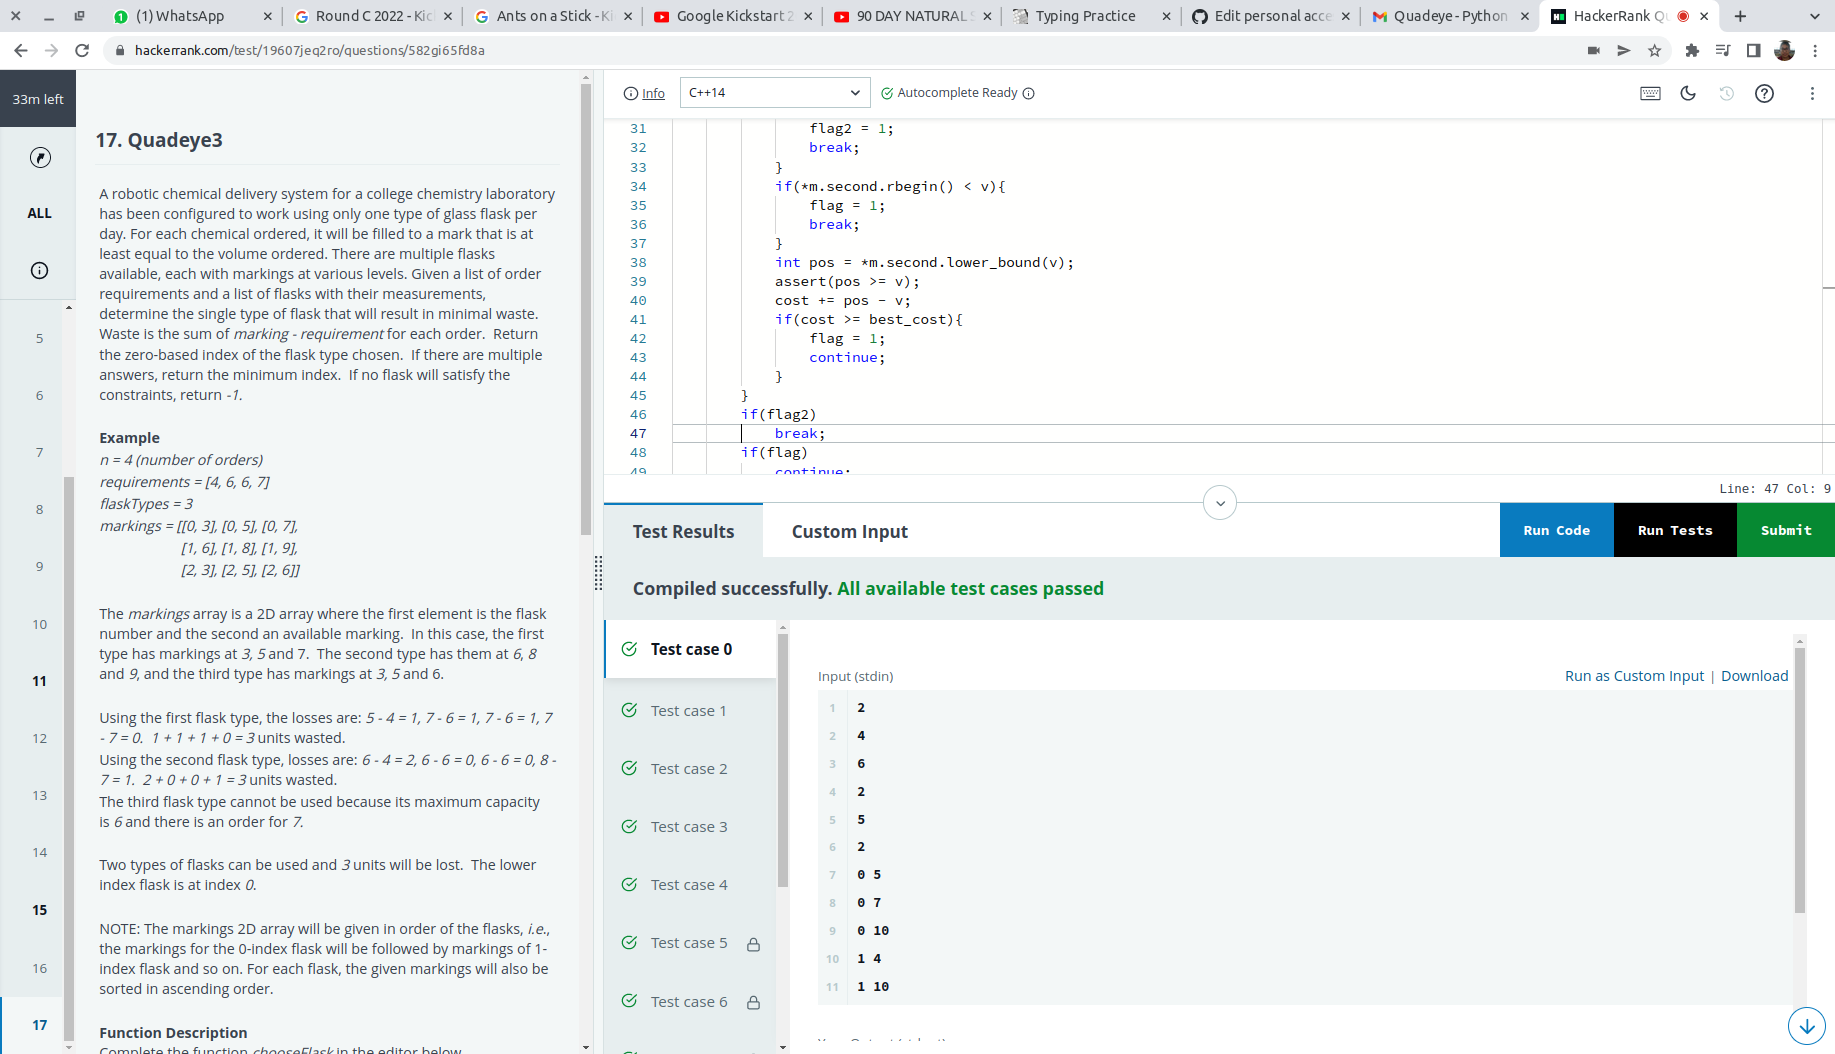 (1) WhatsApp
Round C 2022 - Kic
Ants on a Stick - Ki
Google Kickstart 2
90 DAY NATURAL S
Typing Practice
Edit personal acce
Quadeye - Python
HackerRank Qu
hackerrank.com/test/19607jeq2ro/questions/582gi65fd8a
33m left
ALL
5
6
7
8
9
10
11
12
13
14
15
16
17
17. Quadeye3
A robotic chemical delivery system for a college chemistry laboratory
has been configured to work using only one type of glass flask per
day. For each chemical ordered, it will be filled to a mark that is at
least equal to the volume ordered. There are multiple flasks
available, each with markings at various levels. Given a list of order
requirements and a list of flasks with their measurements,
determine the single type of flask that will result in minimal waste.
Waste is the sum of marking - requirement for each order.  Return
the zero-based index of the flask type chosen.  If there are multiple
answers, return the minimum index.  If no flask will satisfy the
constraints, return -1.
Example
n = 4 (number of orders)
requirements = [4, 6, 6, 7]
flaskTypes = 3
markings = [[0, 3], [0, 5], [0, 7],
[1, 6], [1, 8], [1, 9],
[2, 3], [2, 5], [2, 6]]
The markings array is a 2D array where the first element is the flask
number and the second an available marking.  In this case, the first
type has markings at 3, 5 and 7.  The second type has them at 6, 8
and 9, and the third type has markings at 3, 5 and 6.
Using the first flask type, the losses are: 5 - 4 = 1, 7 - 6 = 1, 7 - 6 = 1, 7
- 7 = 0.  1 + 1 + 1 + 0 = 3 units wasted.
Using the second flask type, losses are: 6 - 4 = 2, 6 - 6 = 0, 6 - 6 = 0, 8 -
7 = 1.  2 + 0 + 0 + 1 = 3 units wasted.
The third flask type cannot be used because its maximum capacity
is 6 and there is an order for 7.
Two types of flasks can be used and 3 units will be lost.  The lower
index flask is at index 0.
NOTE: The markings 2D array will be given in order of the flasks, i.e.,
the markings for the 0-index flask will be followed by markings of 1-
index flask and so on. For each flask, the given markings will also be
sorted in ascending order.
Function Description
Complete the function chooseFlask in the editor below.
Info
C++14
Autocomplete Ready
31 flag2 = 1;
32 break;
33 }
34 if(*m.second.rbegin() < v){
35 flag = 1;
36 break;
37 }
38 int pos = *m.second.lower_bound(v);
39 assert(pos >= v);
40 cost += pos - v;
41 if(cost >= best_cost){
42 flag = 1;
43 continue;
44 }
45 }
46 if(flag2)
47 break;
48 if(flag)
49 continue;
Line: 47 Col: 9
Test Results
Custom Input
Run Code
Run Tests
Submit
Compiled successfully. All available test cases passed
Test case 0
Test case 1
Test case 2
Test case 3
Test case 4
Test case 5
Test case 6
Input (stdin)
Run as Custom Input | Download
1 2
2 4
3 6
4 2
5 5
6 2
7 0 5
8 0 7
9 0 10
10 1 4
11 1 10